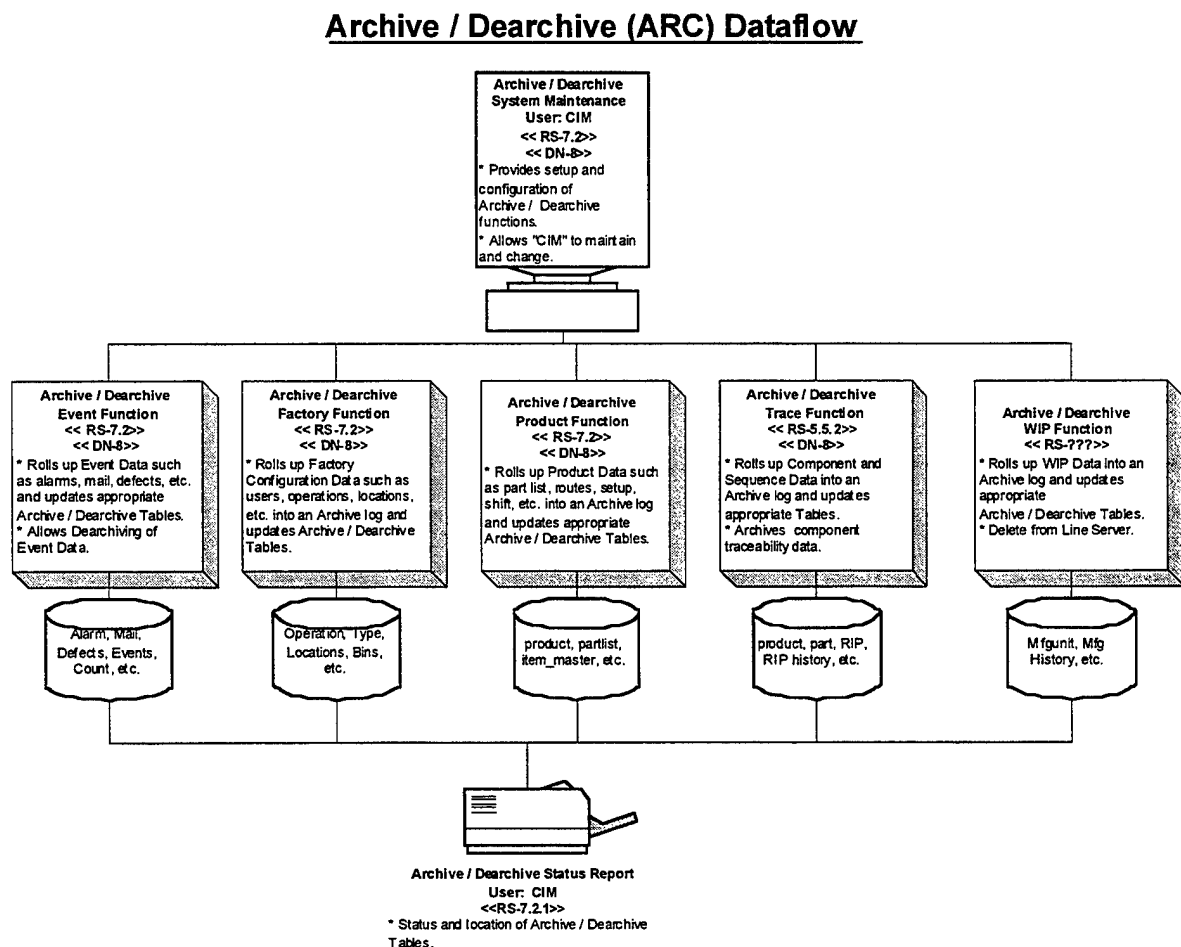 Archive / Dearchive (ARC) Dataflow
Archive / Dearchive
System Maintenance
User: CIM
<< RS-7.2>>
<< DN-8>>
* Provides setup and
configuration of
Archive / Dearchive
functions.
* Allows "CIM" to maintain
and change.
Archive / Dearchive
Event Function
<< RS-7.2>>
<< DN-8>>
* Rolls up Event Data such
as alarms, mail, defects, etc.
and updates appropriate
Archive / Dearchive Tables.
* Allows Dearchiving of
Event Data.
Archive / Dearchive
Factory Function
<< RS-7.2>>
<< DN-8>>
* Rolls up Factory
Configuration Data such as
users, operations, locations,
etc. into an Archive log and
updates Archive / Dearchive
Tables.
Archive / Dearchive
Product Function
<< RS-7.2>>
<< DN-8>>
* Rolls up Product Data such
as part list, routes, setup,
shift, etc. into an Archive log
and updates appropriate
Archive / Dearchive Tables.
Archive / Dearchive
Trace Function
<< RS-5.5.2>>
<< DN-8>>
* Rolls up Component and
Sequence Data into an
Archive log and updates
appropriate Tables.
* Archives component
traceability data.
Archive / Dearchive
WIP Function
<< RS-???>>
* Rolls up WIP Data into an
Archive log and updates
appropriate
Archive / Dearchive Tables.
* Delete from Line Server.
Alarm, Mail,
Defects, Events,
Count, etc.
Operation, Type,
Locations, Bins,
etc.
product, partlist,
item_master, etc.
product, part, RIP,
RIP history, etc.
Mfgunit, Mfg
History, etc.
Archive / Dearchive Status Report
User: CIM
<<RS-7.2.1>>
* Status and location of Archive / Dearchive
Tables.